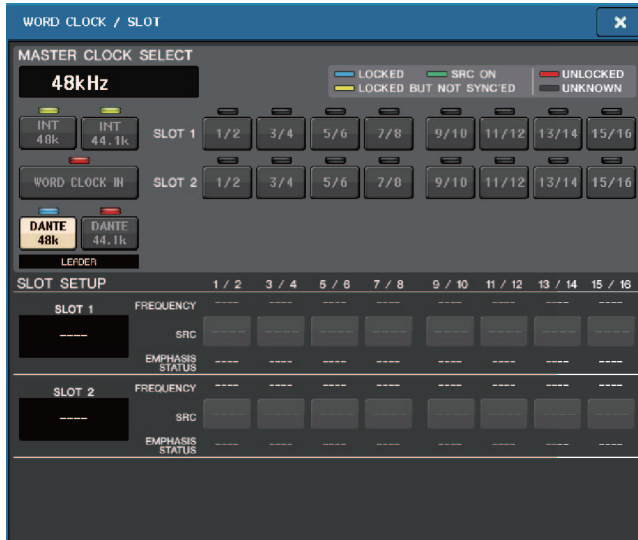 WORD CLOCK / SLOT
MASTER CLOCK SELECT
48kHz
LOCKED SRC ON UNLOCKED
LOCKED BUT NOT SYNC'ED UNKNOWN
INT 48k INT 44.1k SLOT 1 1/2 3/4 5/6 7/8 9/10 11/12 13/14 15/16
WORD CLOCK IN SLOT 2 1/2 3/4 5/6 7/8 9/10 11/12 13/14 15/16
DANTE 48k DANTE 44.1k
LEADER
SLOT SETUP 1 / 2 3 / 4 5 / 6 7 / 8 9 / 10 11 / 12 13 / 14 15 / 16
SLOT 1 FREQUENCY ---- ---- ---- ---- ---- ---- ---- ----
---- SRC ---- ---- ---- ---- ---- ---- ---- ----
EMPHASIS STATUS ---- ---- ---- ---- ---- ---- ---- ----
SLOT 2 FREQUENCY ---- ---- ---- ---- ---- ---- ---- ----
---- SRC ---- ---- ---- ---- ---- ---- ---- ----
EMPHASIS STATUS ---- ---- ---- ---- ---- ---- ---- ----